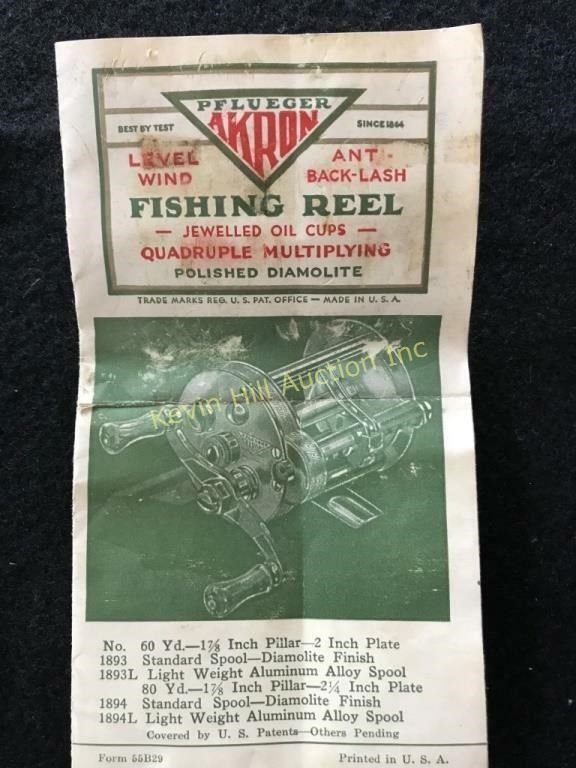 PFLUEGER
AKRON
BEST BY TEST
SINCE 1864
LEVEL
WIND
ANTI-
BACK-LASH
FISHING REEL
— JEWELLED OIL CUPS —
QUADRUPLE MULTIPLYING
POLISHED DIAMOLITE
TRADE MARKS REG. U. S. PAT. OFFICE — MADE IN U. S. A.
Kevin Hill Auction Inc
No. 60 Yd.—1⅞ Inch Pillar—2 Inch Plate
1893 Standard Spool—Diamolite Finish
1893L Light Weight Aluminum Alloy Spool
80 Yd.—1⅞ Inch Pillar—2¼ Inch Plate
1894 Standard Spool—Diamolite Finish
1894L Light Weight Aluminum Alloy Spool
Covered by U. S. Patents—Others Pending
Form 55B29
Printed in U. S. A.